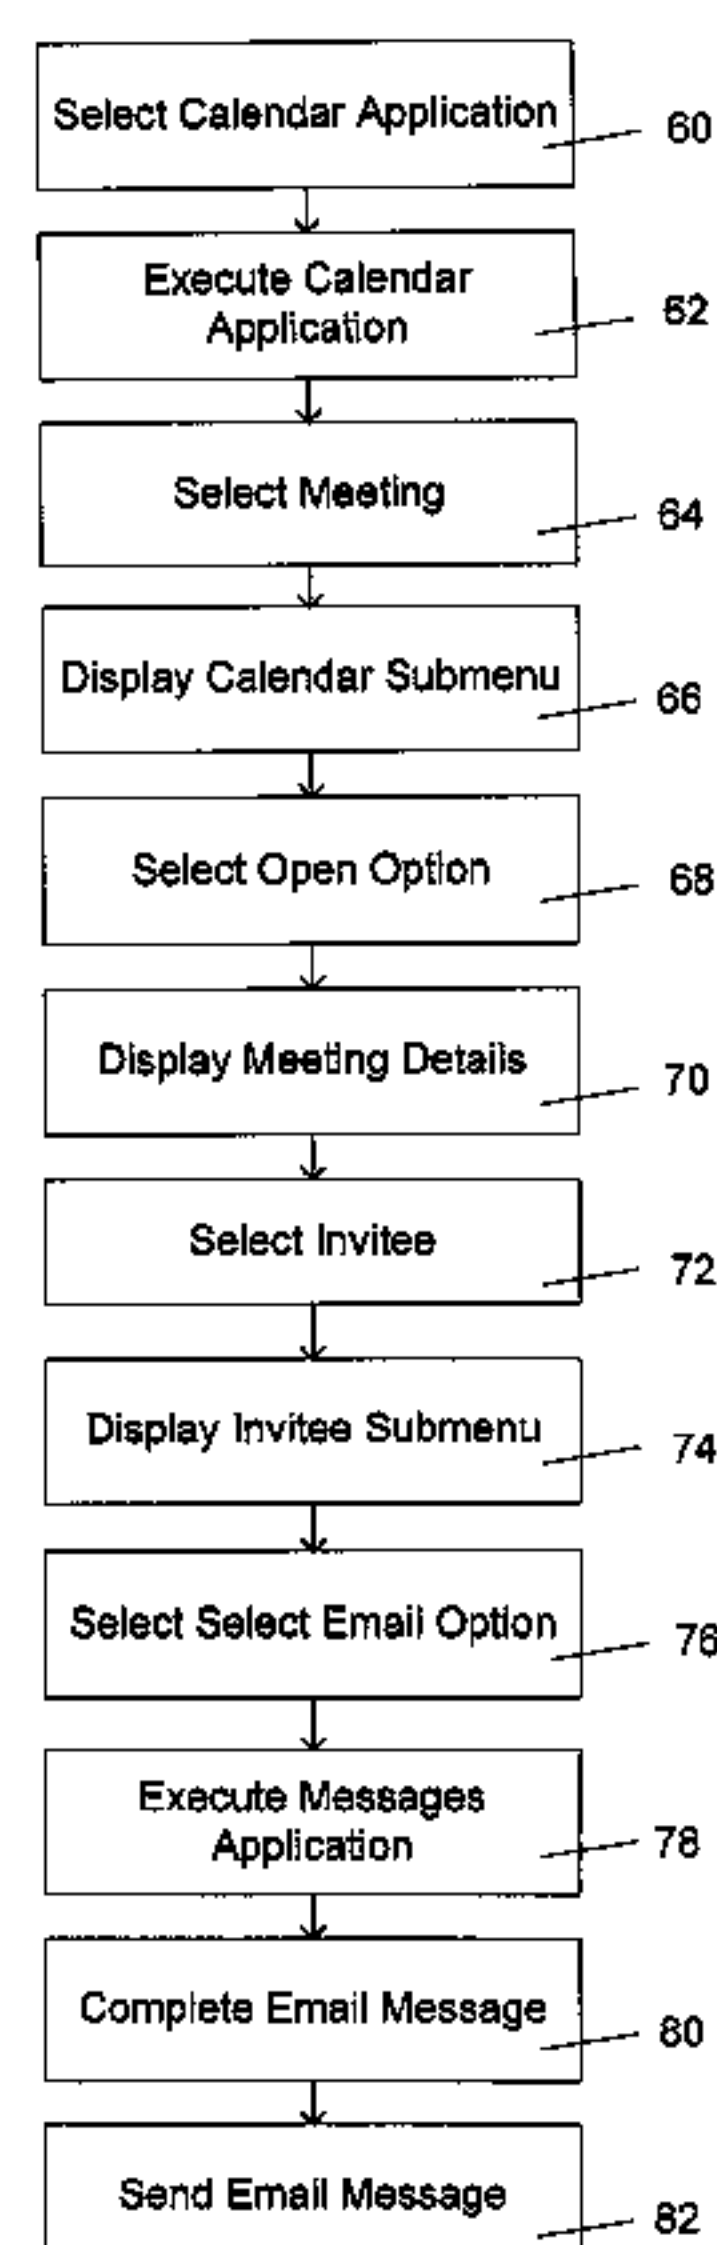 Select Calendar Application
60
Execute Calendar
Application
62
Select Meeting
64
Display Calendar Submenu
66
Select Open Option
68
Display Meeting Details
70
Select Invitee
72
Display Invitee Submenu
74
Select Select Email Option
76
Execute Messages
Application
78
Complete Email Message
80
Send Email Message
82